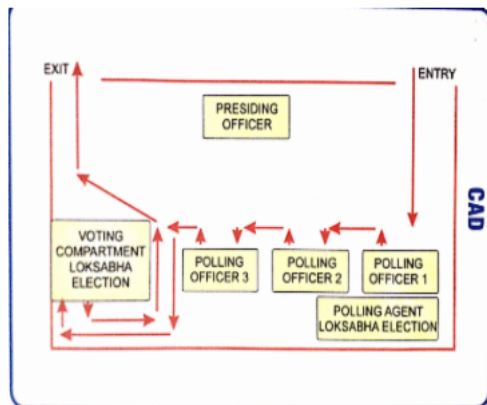 EXIT
ENTRY
PRESIDING
OFFICER
VOTING
COMPARTMENT
LOKSABHA
ELECTION
POLLING
OFFICER 3
POLLING
OFFICER 2
POLLING
OFFICER 1
POLLING AGENT
LOKSABHA ELECTION
CAD